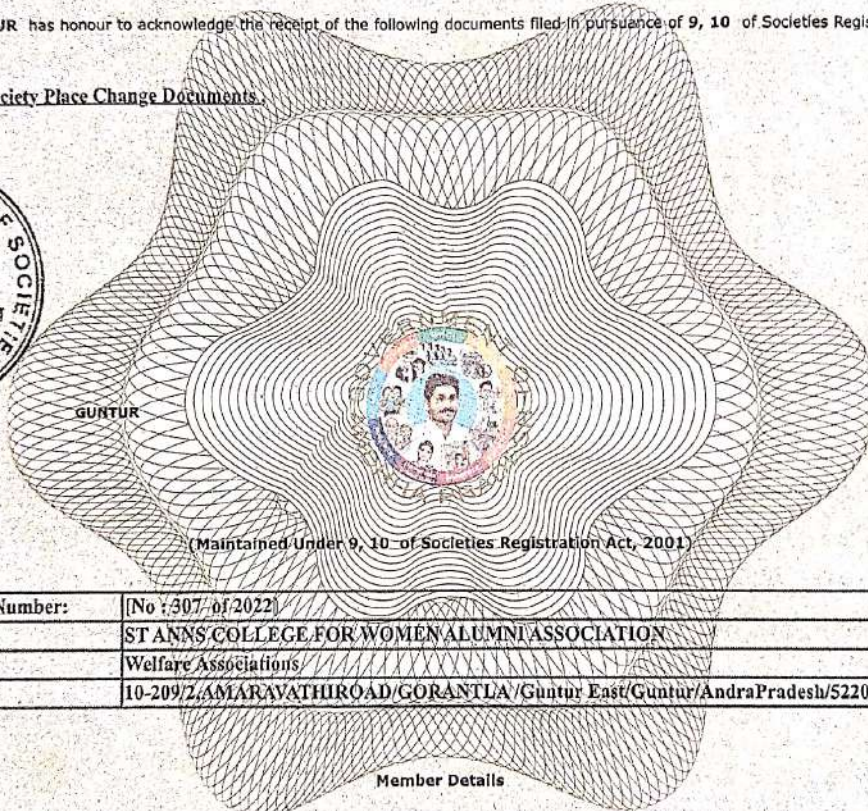 UR has honour to acknowledge the receipt of the following documents filed in pursuance of 9, 10 of Societies Regis
ciety Place Change Documents.
F SOCIETIE
GUNTUR
(Maintained Under 9, 10 of Societies Registration Act, 2001)
Number: [No : 307 of 2022]
ST ANNS COLLEGE FOR WOMEN ALUMNI ASSOCIATION
Welfare Associations
10-209/2,AMARAVATHIROAD/GORANTLA/Guntur East/Guntur/AndraPradesh/5220
Member Details